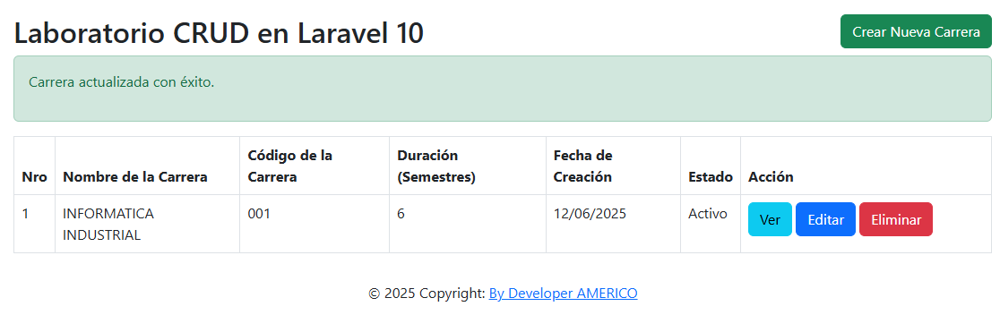 Laboratorio CRUD en Laravel 10
Crear Nueva Carrera
Carrera actualizada con éxito.
Nro
Nombre de la Carrera
Código de la
Carrera
Duración
(Semestres)
Fecha de
Creación
Estado
Acción
1
INFORMATICA
INDUSTRIAL
001
6
12/06/2025
Activo
Ver
Editar
Eliminar
© 2025 Copyright: By Developer AMERICO